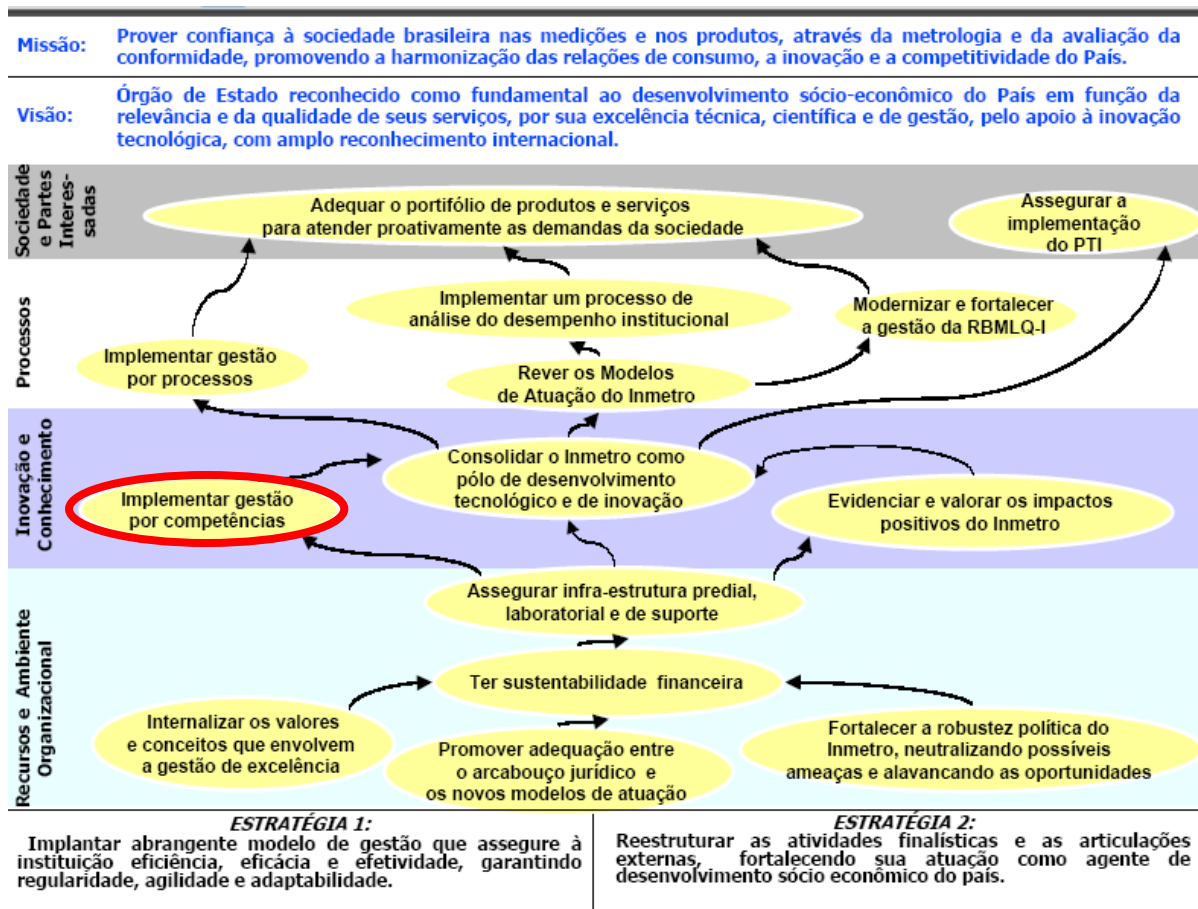 Missão:
Prover confiança à sociedade brasileira nas medições e nos produtos, através da metrologia e da avaliação da
conformidade, promovendo a harmonização das relações de consumo, a inovação e a competitividade do País.
Visão:
Órgão de Estado reconhecido como fundamental ao desenvolvimento sócio-econômico do País em função da
relevância e da qualidade de seus serviços, por sua excelência técnica, científica e de gestão, pelo apoio à inovação
tecnológica, com amplo reconhecimento internacional.
Sociedade
e Partes
Interes-
sadas
Adequar o portifólio de produtos e serviços
para atender proativamente as demandas da sociedade
Assegurar a
implementação
do PTI
Processos
Implementar um processo de
análise do desempenho institucional
Modernizar e fortalecer
a gestão da RBMLQ-I
Implementar gestão
por processos
Rever os Modelos
de Atuação do Inmetro
Inovação e
Conhecimento
Implementar gestão
por competências
Consolidar o Inmetro como
pólo de desenvolvimento
tecnológico e de inovação
Evidenciar e valorar os impactos
positivos do Inmetro
Recursos e Ambiente
Organizacional
Assegurar infra-estrutura predial,
laboratorial e de suporte
Ter sustentabilidade financeira
Internalizar os valores
e conceitos que envolvem
a gestão de excelência
Promover adequação entre
o arcabouço jurídico e
os novos modelos de atuação
Fortalecer a robustez política do
Inmetro, neutralizando possíveis
ameaças e alavancando as oportunidades
ESTRATÉGIA 1:
Implantar abrangente modelo de gestão que assegure à
instituição eficiência, eficácia e efetividade, garantindo
regularidade, agilidade e adaptabilidade.
ESTRATÉGIA 2:
Reestruturar as atividades finalísticas e as articulações
externas, fortalecendo sua atuação como agente de
desenvolvimento sócio econômico do país.